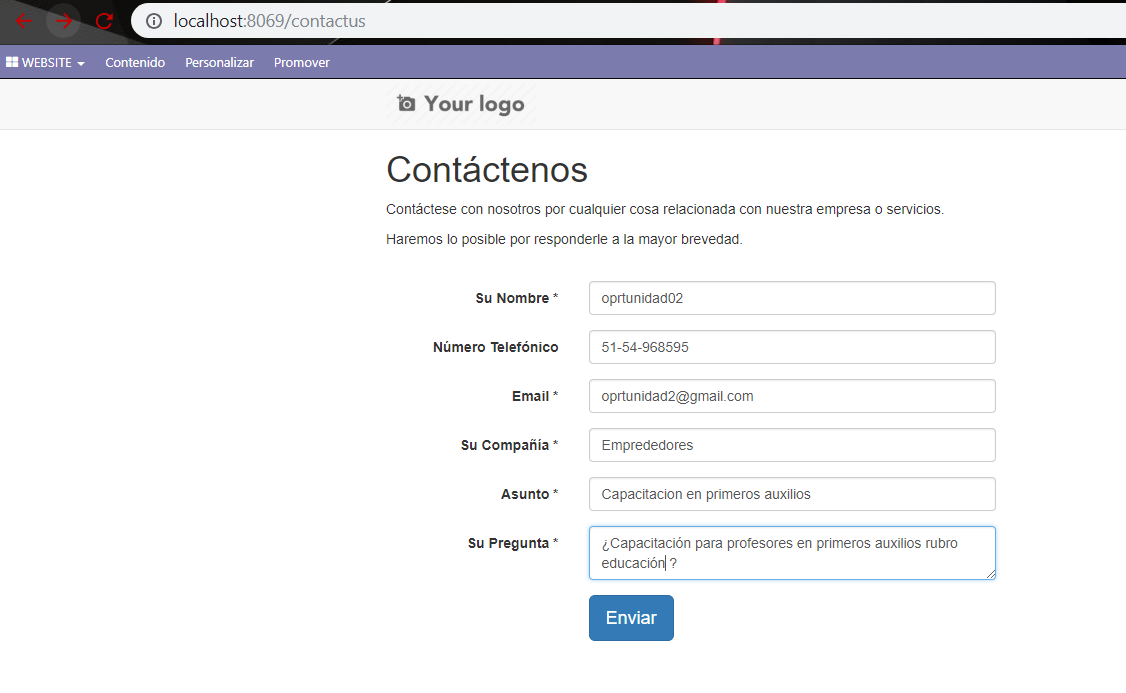 localhost:8069/contactus
WEBSITE Contenido Personalizar Promover
Your logo
Contáctenos
Contáctese con nosotros por cualquier cosa relacionada con nuestra empresa o servicios.
Haremos lo posible por responderle a la mayor brevedad.
Su Nombre * oprtunidad02
Número Telefónico 51-54-968595
Email * oprtunidad2@gmail.com
Su Compañía * Emprededores
Asunto * Capacitacion en primeros auxilios
Su Pregunta * ¿Capacitación para profesores en primeros auxilios rubro
educación ?
Enviar